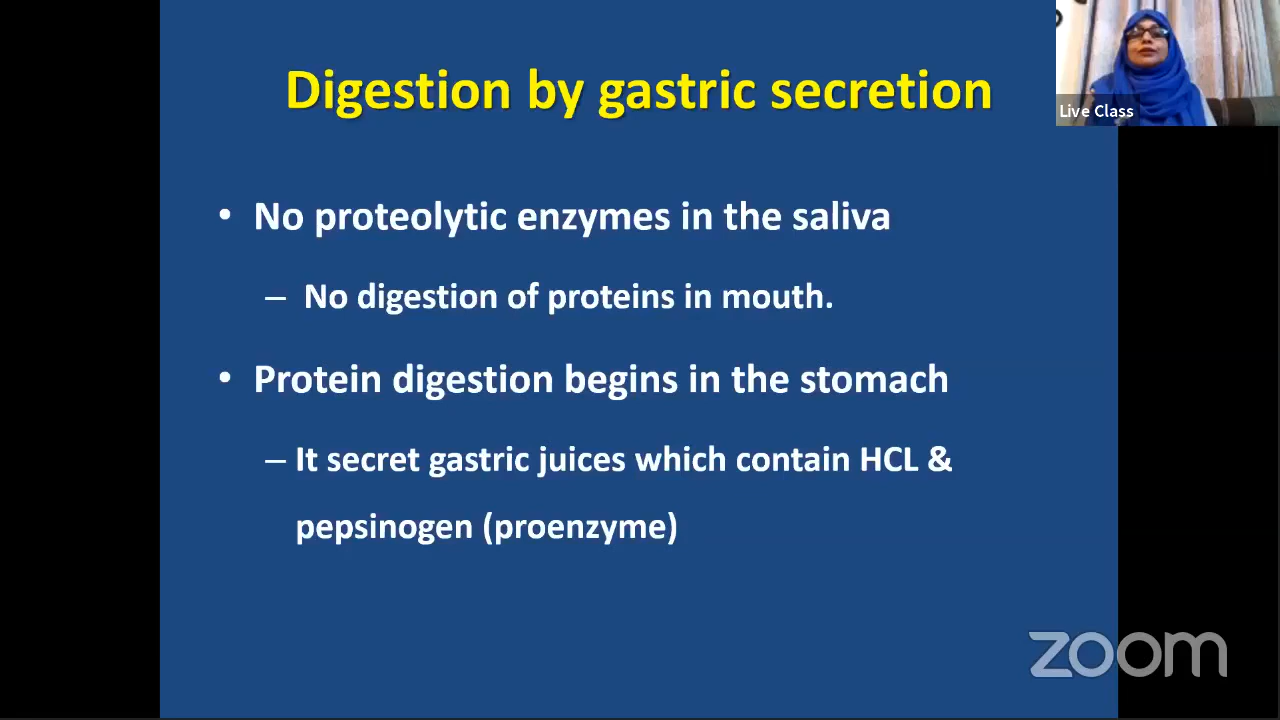 Digestion by gastric secretion
Live Class
• No proteolytic enzymes in the saliva
– No digestion of proteins in mouth.
• Protein digestion begins in the stomach
– It secret gastric juices which contain HCL &
pepsinogen (proenzyme)
zoom